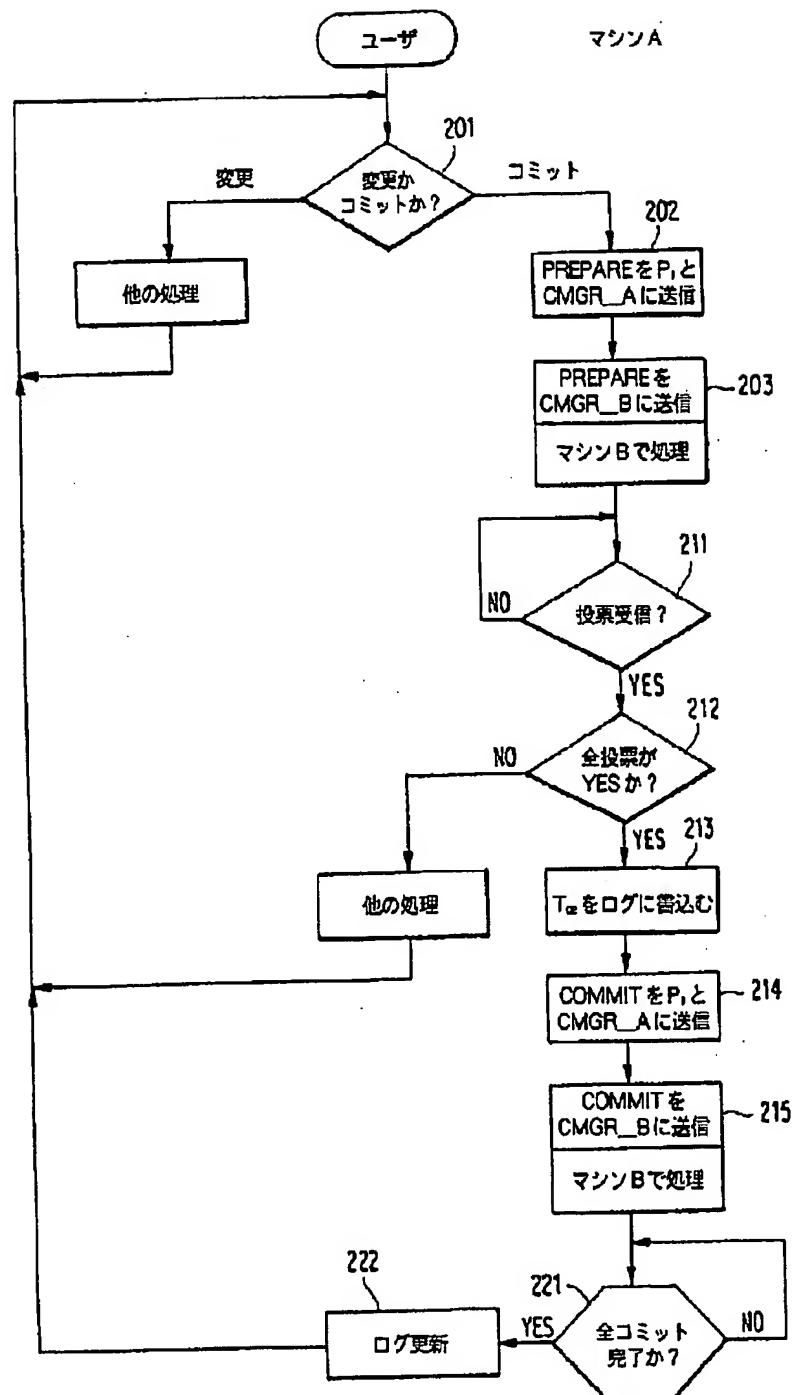 ユーザ
マシンA
201
変更か
コミットか?
変更
コミット
他の処理
202
PREPAREをP₁と
CMGR__Aに送信
PREPAREを
CMGR__Bに送信
203
マシンBで処理
211
投票受信?
NO
YES
212
全投票が
YESか?
NO
YES
213
他の処理
をログに書込む
COMMITをP₁と
CMGR__Aに送信
214
COMMITを
CMGR__Bに送信
215
マシンBで処理
222
ログ更新
221
YES
全コミット
完了か?
NO